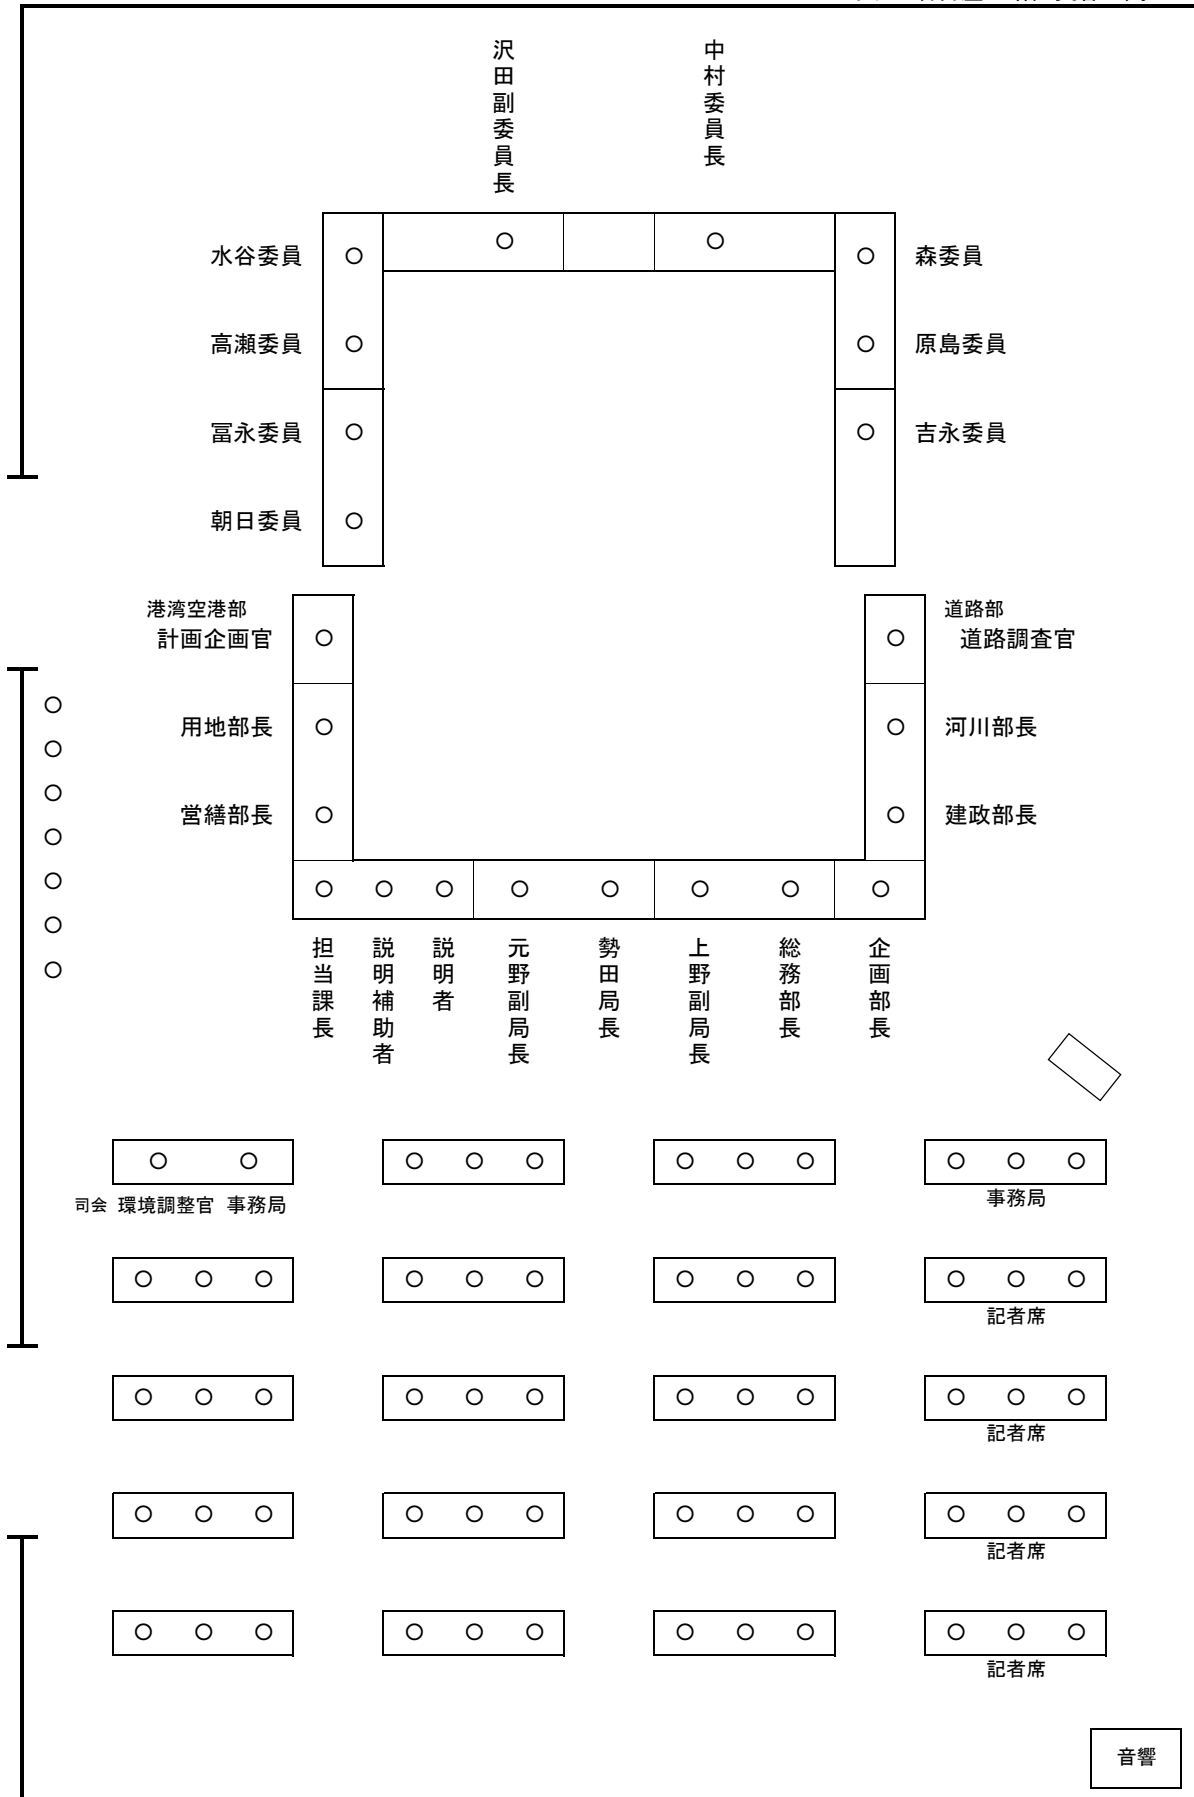 沢田副委員長
中村委員長
水谷委員
森委員
高瀬委員
原島委員
冨永委員
吉永委員
朝日委員
港湾空港部
計画企画官
道路部
道路調査官
用地部長
河川部長
営繕部長
建政部長
担当課長
説明補助者
説明者
元野副局長
勢田局長
上野副局長
総務部長
企画部長
司会 環境調整官 事務局
事務局
記者席
記者席
記者席
記者席
音響